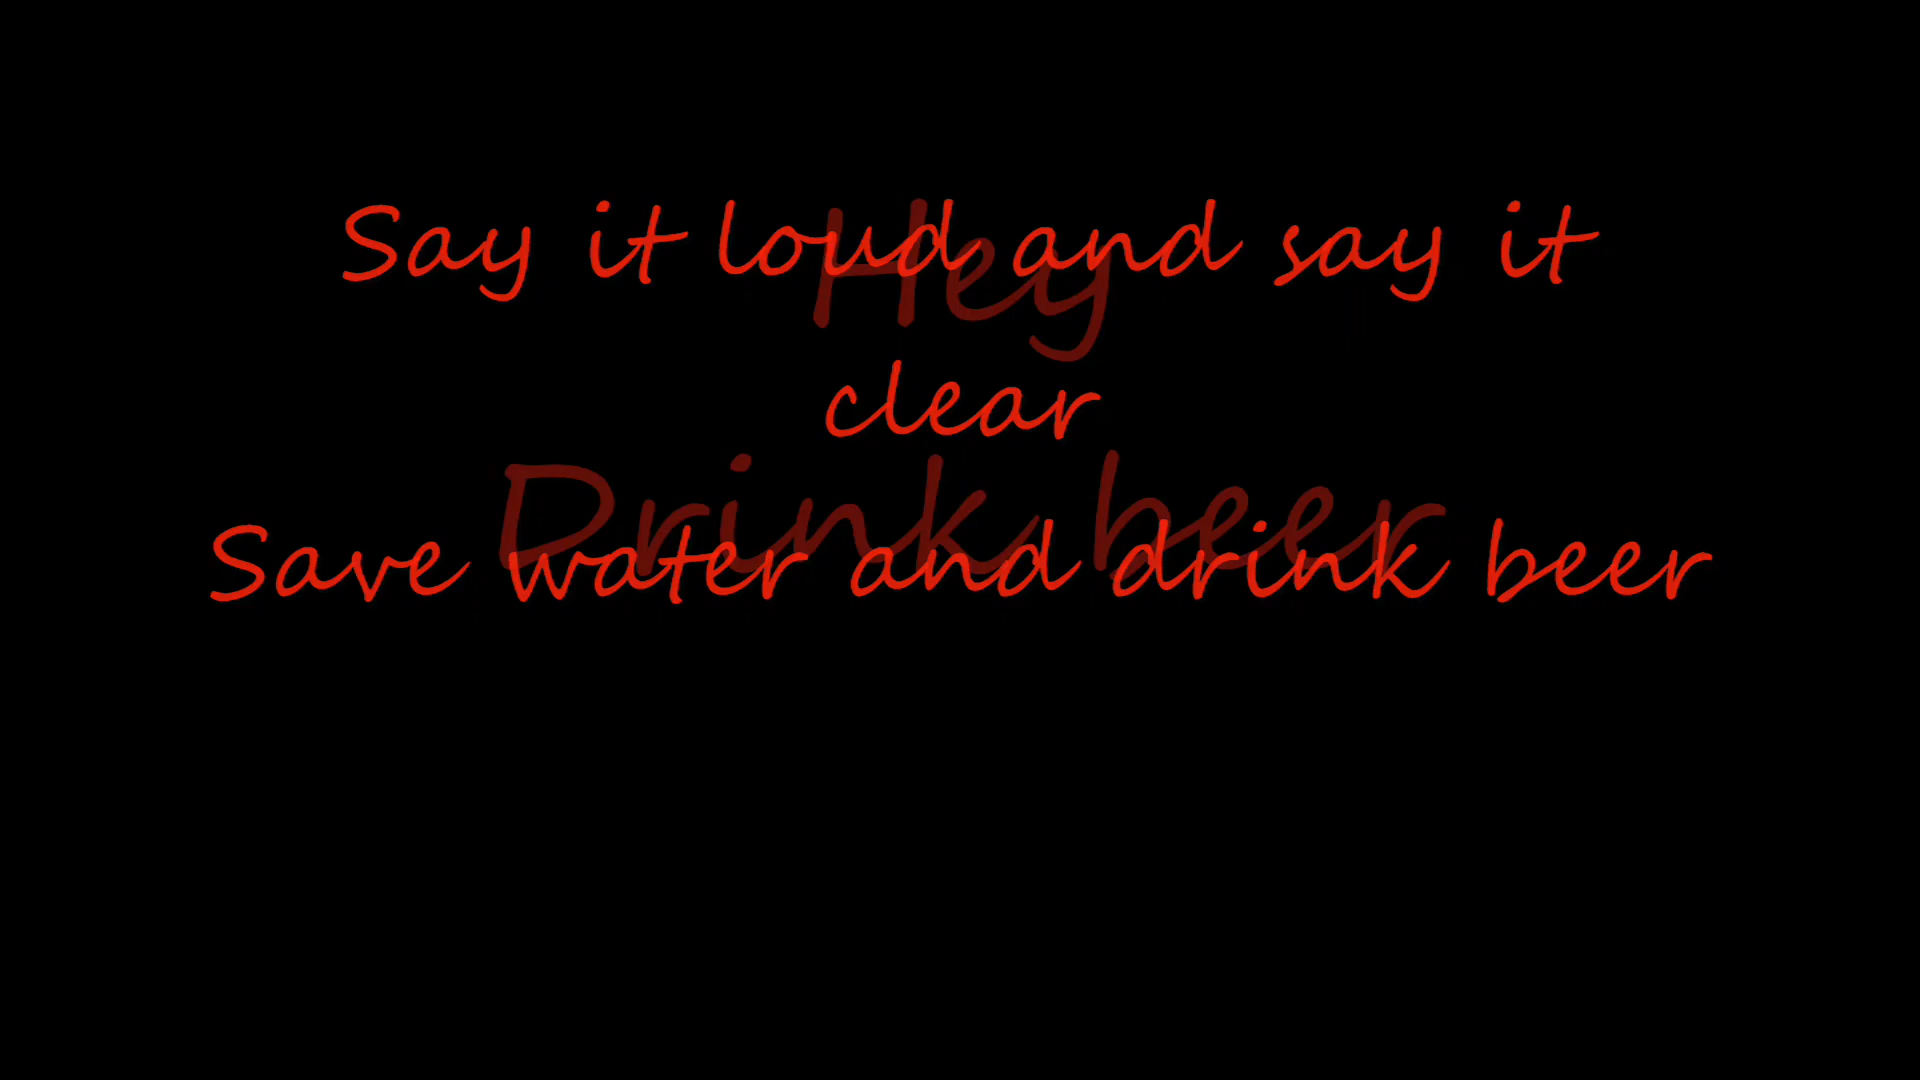 Say it loud and say it
Hey
clear
Drink beer
Save water and drink beer